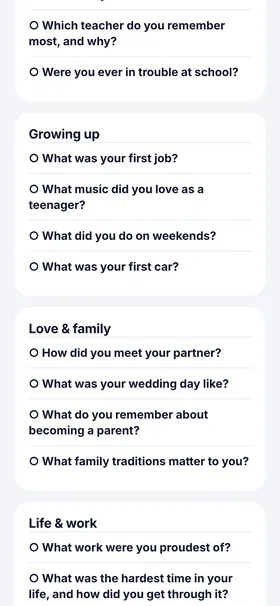 O Which teacher do you remember
most, and why?
O Were you ever in trouble at school?
Growing up
O What was your first job?
O What music did you love as a
teenager?
O What did you do on weekends?
O What was your first car?
Love & family
O How did you meet your partner?
O What was your wedding day like?
O What do you remember about
becoming a parent?
O What family traditions matter to you?
Life & work
O What work were you proudest of?
O What was the hardest time in your
life, and how did you get through it?